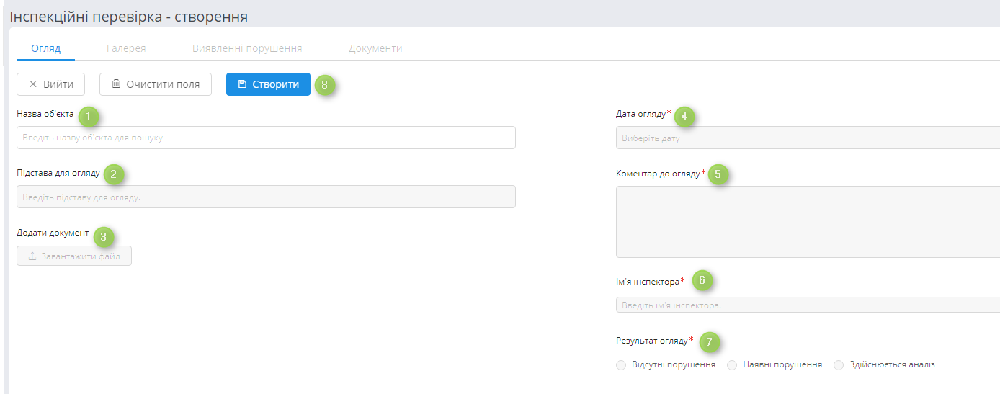 Інспекційні перевірка - створення
Огляд Галерея Виявленні порушення Документи
Вийти Очистити поля Створити 8
Назва об'єкта 1
Введіть назву об'єкта для пошуку
Підстава для огляду 2
Введіть підставу для огляду.
Додати документ 3
Завантажити файл
Дата огляду* 4
Виберіть дату
Коментар до огляду* 5
Ім'я інспектора* 6
Введіть ім'я інспектора.
Результат огляду* 7
Відсутні порушення Наявні порушення Здійснюється аналіз